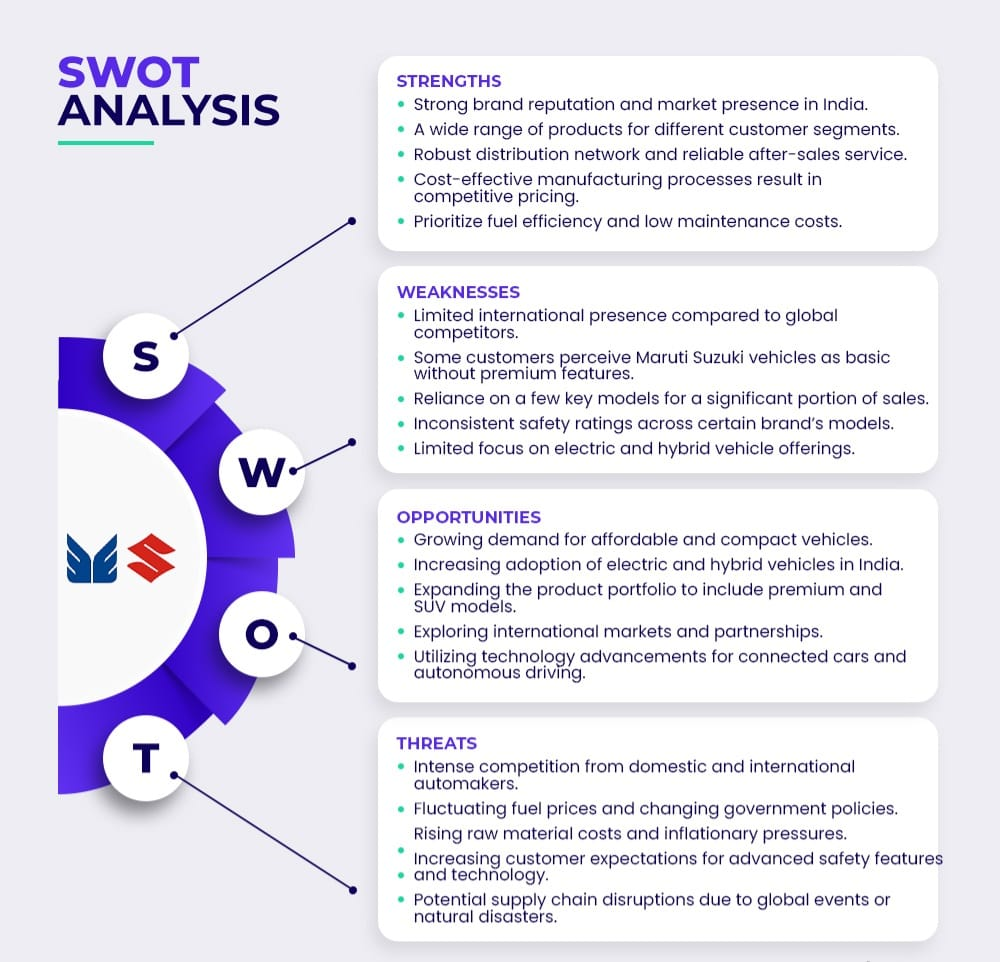 SWOT
ANALYSIS
STRENGTHS
Strong brand reputation and market presence in India.
A wide range of products for different customer segments.
Robust distribution network and reliable after-sales service.
Cost-effective manufacturing processes result in
competitive pricing.
Prioritize fuel efficiency and low maintenance costs.
S
WEAKNESSES
Limited international presence compared to global
competitors.
Some customers perceive Maruti Suzuki vehicles as basic
without premium features.
Reliance on a few key models for a significant portion of sales.
Inconsistent safety ratings across certain brand's models.
Limited focus on electric and hybrid vehicle offerings.
W
OPPORTUNITIES
Growing demand for affordable and compact vehicles.
Increasing adoption of electric and hybrid vehicles in India.
Expanding the product portfolio to include premium and
SUV models.
Exploring international markets and partnerships.
Utilizing technology advancements for connected cars and
autonomous driving.
O
THREATS
Intense competition from domestic and international
automakers.
Fluctuating fuel prices and changing government policies.
Rising raw material costs and inflationary pressures.
Increasing customer expectations for advanced safety features
and technology.
Potential supply chain disruptions due to global events or
natural disasters.
T